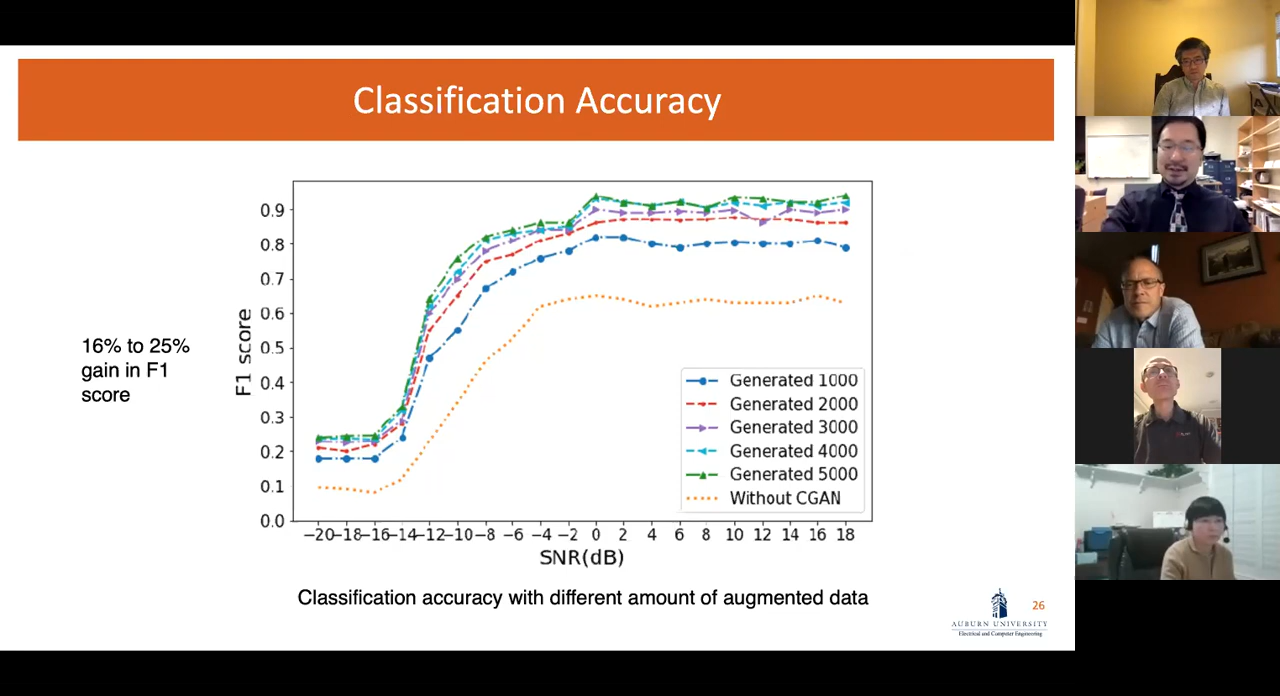 Classification Accuracy
16% to 25%
gain in F1
score
F1 score
0.9
0.8
0.7
0.6
0.5
0.4
0.3
0.2
0.1
0.0
Generated 1000
Generated 2000
Generated 3000
Generated 4000
Generated 5000
Without CGAN
−20 −18 −16 −14 −12 −10 −8 −6 −4 −2 0 2 4 6 8 10 12 14 16 18
SNR(dB)
Classification accuracy with different amount of augmented data
26
AUBURN UNIVERSITY
Electrical and Computer Engineering